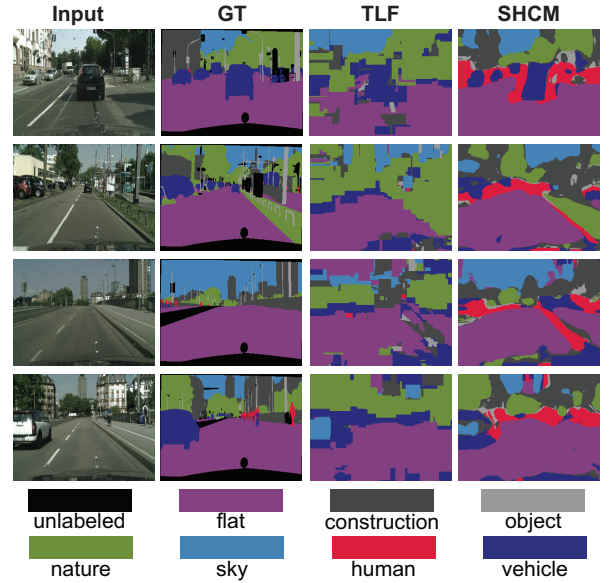 Input GT TLF SHCM
unlabeled flat construction object
nature sky human vehicle